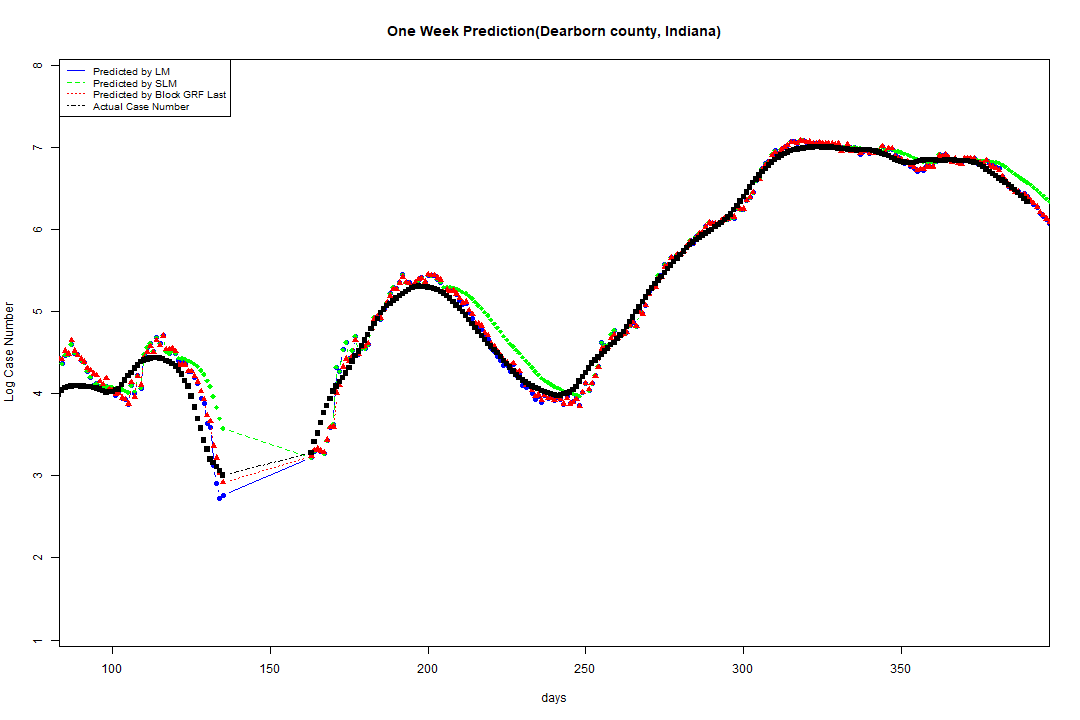 One Week Prediction(Dearborn county, Indiana)
Predicted by LM
Predicted by SLM
Predicted by Block GRF Last
Actual Case Number
Log Case Number
8
7
6
5
4
3
2
1
100 150 200 250 300 350
days